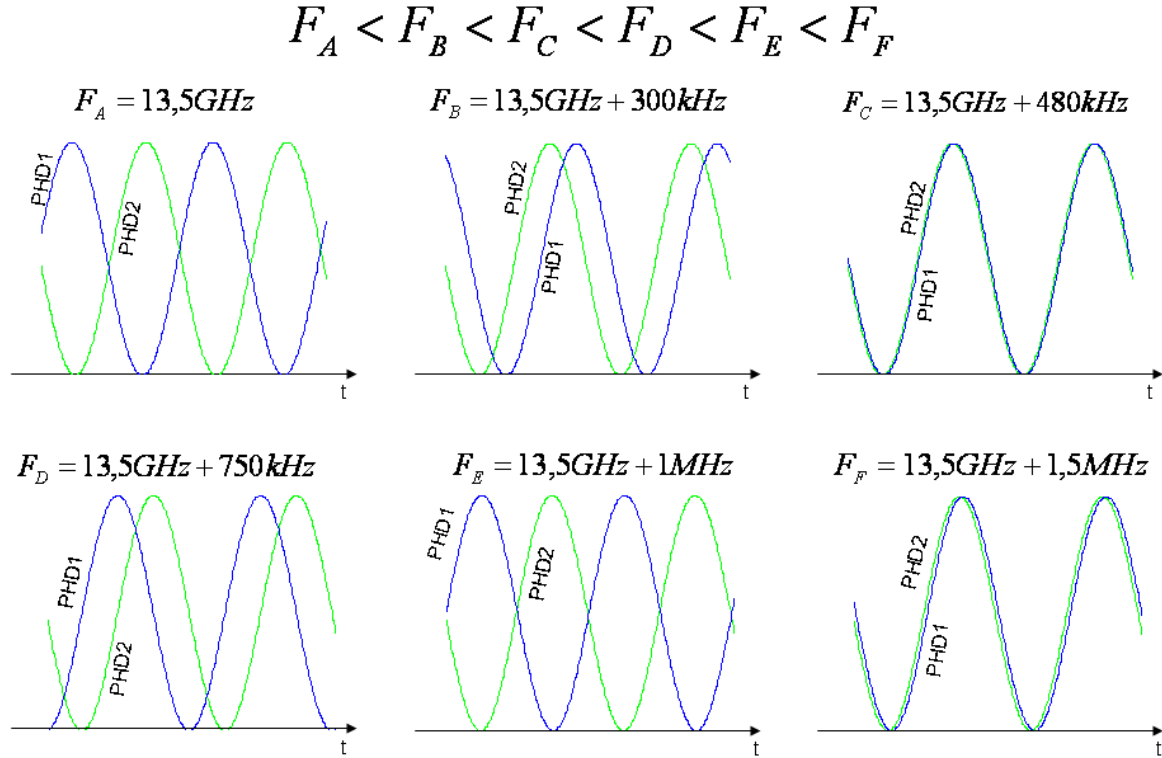 F_A < F_B < F_C < F_D < F_E < F_F
F_A = 13,5GHz
PHD1
PHD2
t
F_B = 13,5GHz + 300kHz
PHD2
PHD1
t
F_C = 13,5GHz + 480kHz
PHD2
PHD1
t
F_D = 13,5GHz + 750kHz
PHD1
PHD2
t
F_E = 13,5GHz + 1MHz
PHD1
PHD2
t
F_F = 13,5GHz + 1,5MHz
PHD2
PHD1
t